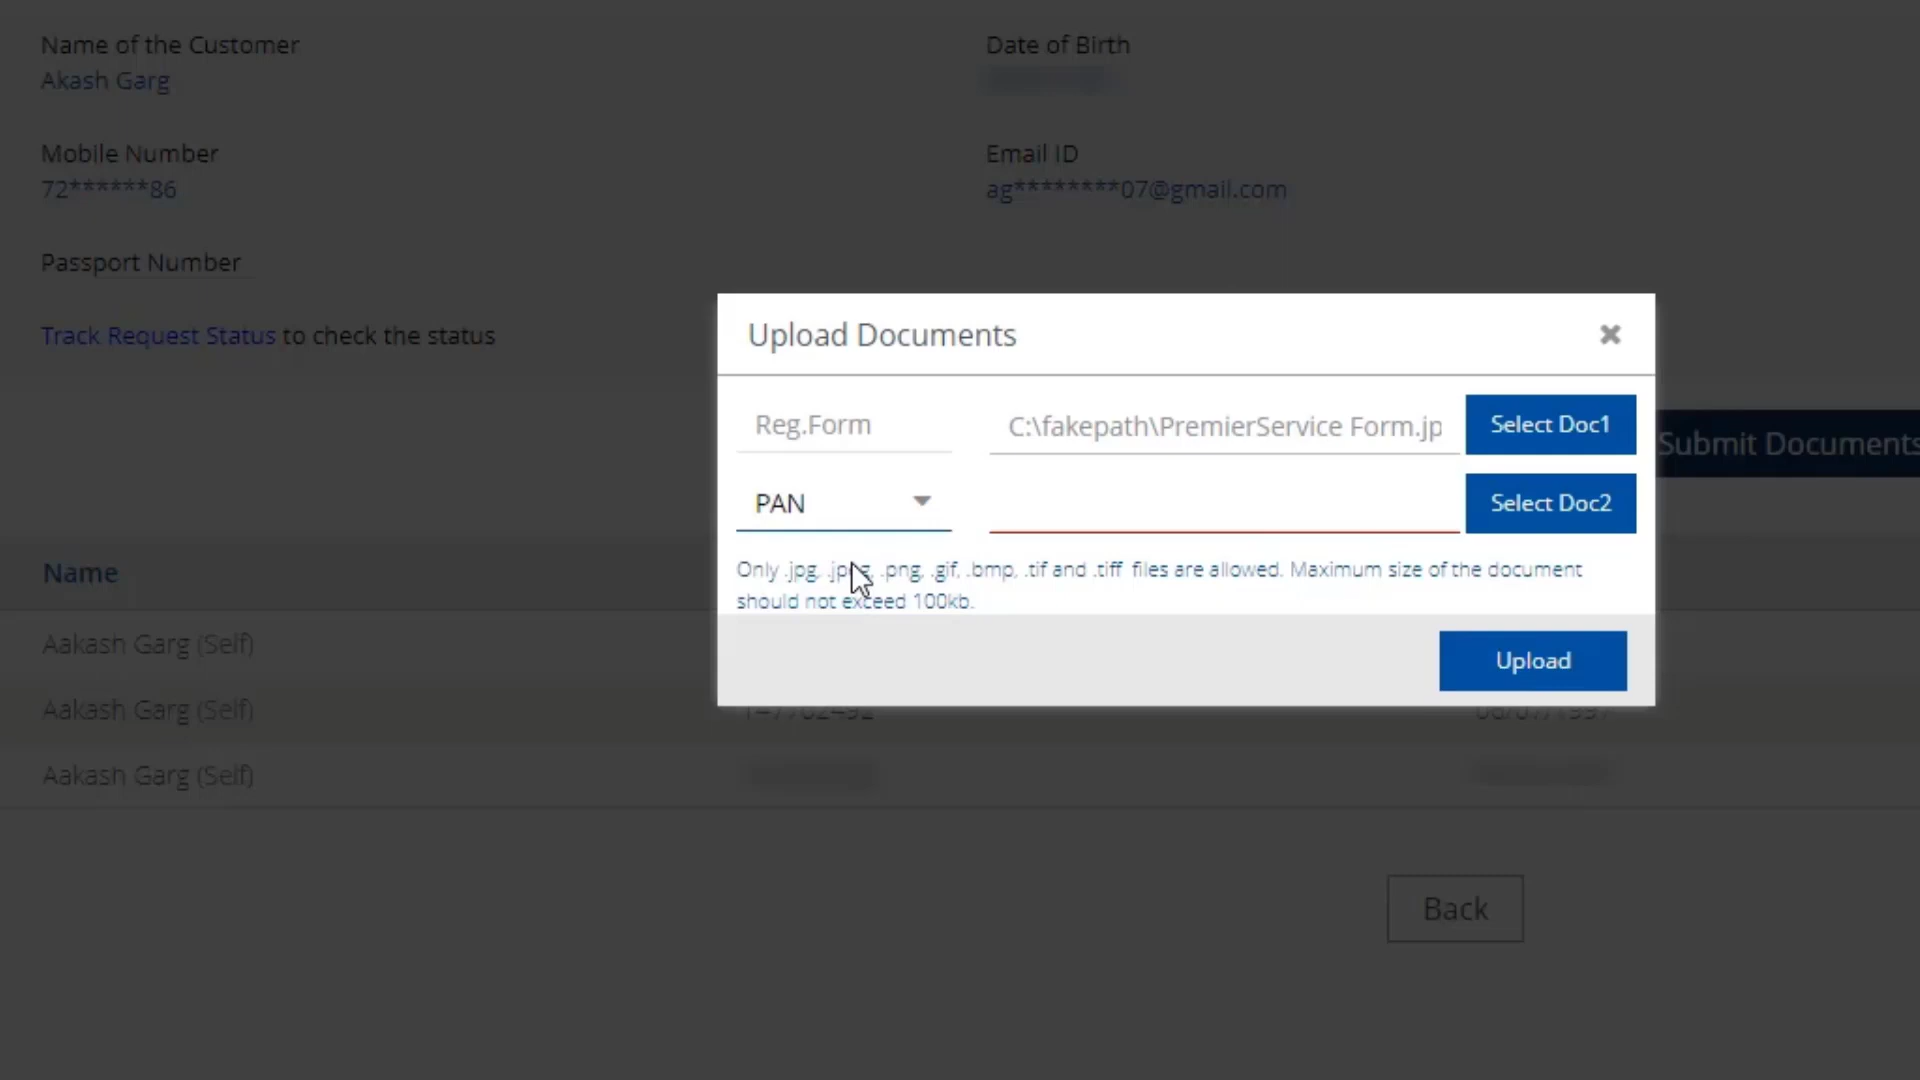 Name of the Customer
Date of Birth
Akash Garg
Mobile Number
Email ID
72******86
ag********07@gmail.com
Passport Number
Track Request Status to check the status
Upload Documents
Reg.Form
C:\fakepath\PremierService Form.jp
Select Doc1
Submit Documents
PAN
Select Doc2
Only .jpg, .jpeg, .png, .gif, .bmp, .tif and .tiff files are allowed. Maximum size of the document
should not exceed 100kb.
Name
Aakash Garg (Self)
Upload
Aakash Garg (Self)
Aakash Garg (Self)
Back